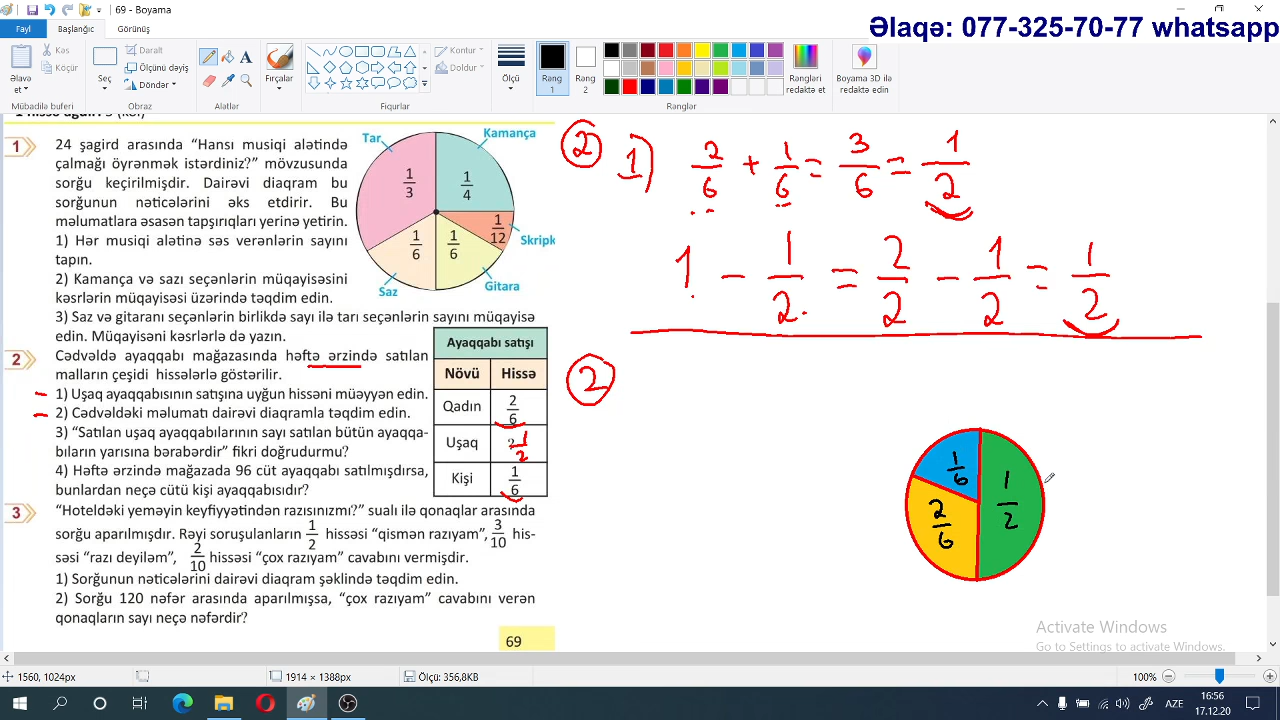 69 - Boyama
Əlaqə: 077-325-70-77 whatsapp
Fayl Başlanğıc Görünüş
Əlavə et
Kəs
Köçür
Mübadilə buferi
Seç
Daralt
Ölçüləndir
Döndər
Obraz
Alətlər
Fırçalar
Kontur
Doldur
Fiqurlar
Ölçü
Rəng 1
Rəng 2
Rəngləri redaktə et
Boyama 3D ilə redaktə edin
Rənglər
1 24 şagird arasında “Hansı musiqi alətində
çalmağı öyrənmək istərdiniz?” mövzusunda
sorğu keçirilmişdir. Dairəvi diaqram bu
sorğunun nəticələrini əks etdirir. Bu
məlumatlara əsasən tapşırıqları yerinə yetirin.
1) Hər musiqi alətinə səs verənlərin sayını
tapın.
2) Kamança və sazı seçənlərin müqayisəsini
kəsrlərin müqayisəsi üzərində təqdim edin.
3) Saz və gitaranı seçənlərin birlikdə sayı ilə tarı seçənlərin sayını müqayisə
edin. Müqayisəni kəsrlərlə də yazın.
Tar
Kamança
1/3
1/4
1/12
Skripk
1/6
1/6
Saz
Gitara
2 Cədvəldə ayaqqabı mağazasında həftə ərzində satılan
malların çeşidi hissələrlə göstərilir.
1) Uşaq ayaqqabısının satışına uyğun hissəni müəyyən edin.
2) Cədvəldəki məlumatı dairəvi diaqramla təqdim edin.
3) “Satılan uşaq ayaqqabılarının sayı satılan bütün ayaqqa-
bıların yarısına bərabərdir” fikri doğrudurmu?
4) Həftə ərzində mağazada 96 cüt ayaqqabı satılmışdırsa,
bunlardan neçə cütü kişi ayaqqabısıdır?
Ayaqqabı satışı
Növü Hissə
Qadın 2/6
Uşaq 1/2
Kişi 1/6
3 “Hoteldəki yeməyin keyfiyyətindən razısınızmı?” sualı ilə qonaqlar arasında
sorğu aparılmışdır. Rəyi soruşulanların 1/2 hissəsi “qismən razıyam”, 3/10 his-
səsi “razı deyiləm”, 2/10 hissəsi “çox razıyam” cavabını vermişdir.
1) Sorğunun nəticələrini dairəvi diaqram şəklində təqdim edin.
2) Sorğu 120 nəfər arasında aparılmışsa, “çox razıyam” cavabını verən
qonaqların sayı neçə nəfərdir?
69
2 1) 2/6 + 1/6 = 3/6 = 1/2
1 - 1/2 = 2/2 - 1/2 = 1/2
2
1/6
1/2
2/6
Activate Windows
Go to Settings to activate Windows.
1560, 1024px
1914 × 1388px
Ölçü: 356,8KB
100%
AZE
16:56
17.12.20